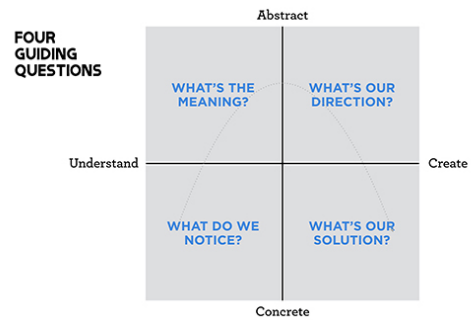 Abstract
FOUR
GUIDING
QUESTIONS
WHAT'S THE
MEANING?
WHAT'S OUR
DIRECTION?
Understand
Create
WHAT DO WE
NOTICE?
WHAT'S OUR
SOLUTION?
Concrete